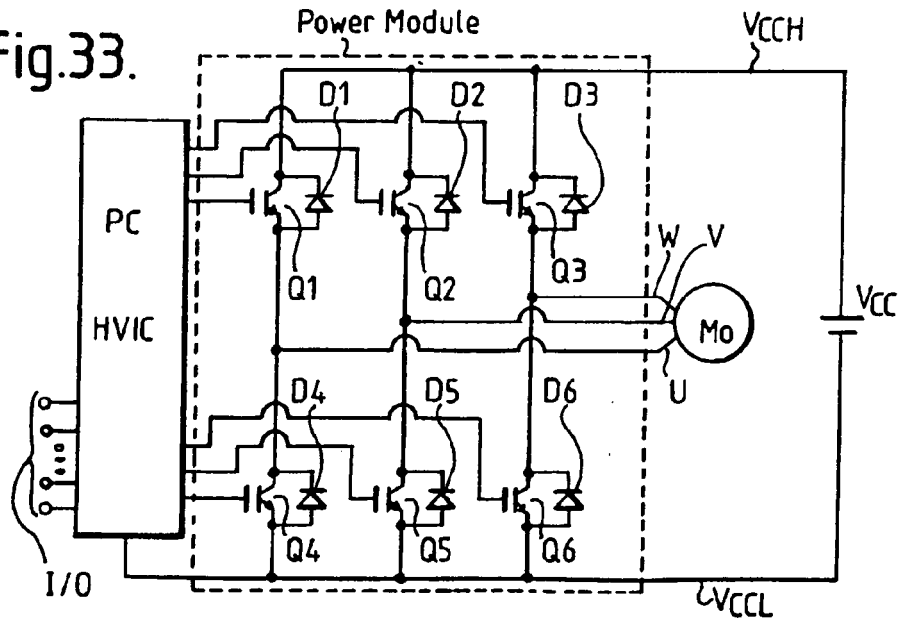 Fig.33.
Power Module
VCCH
D1
D2
D3
PC
HVIC
Q1
Q2
Q3
W
V
Mo
VCC
U
D4
D5
D6
Q4
Q5
Q6
I/O
VCCL